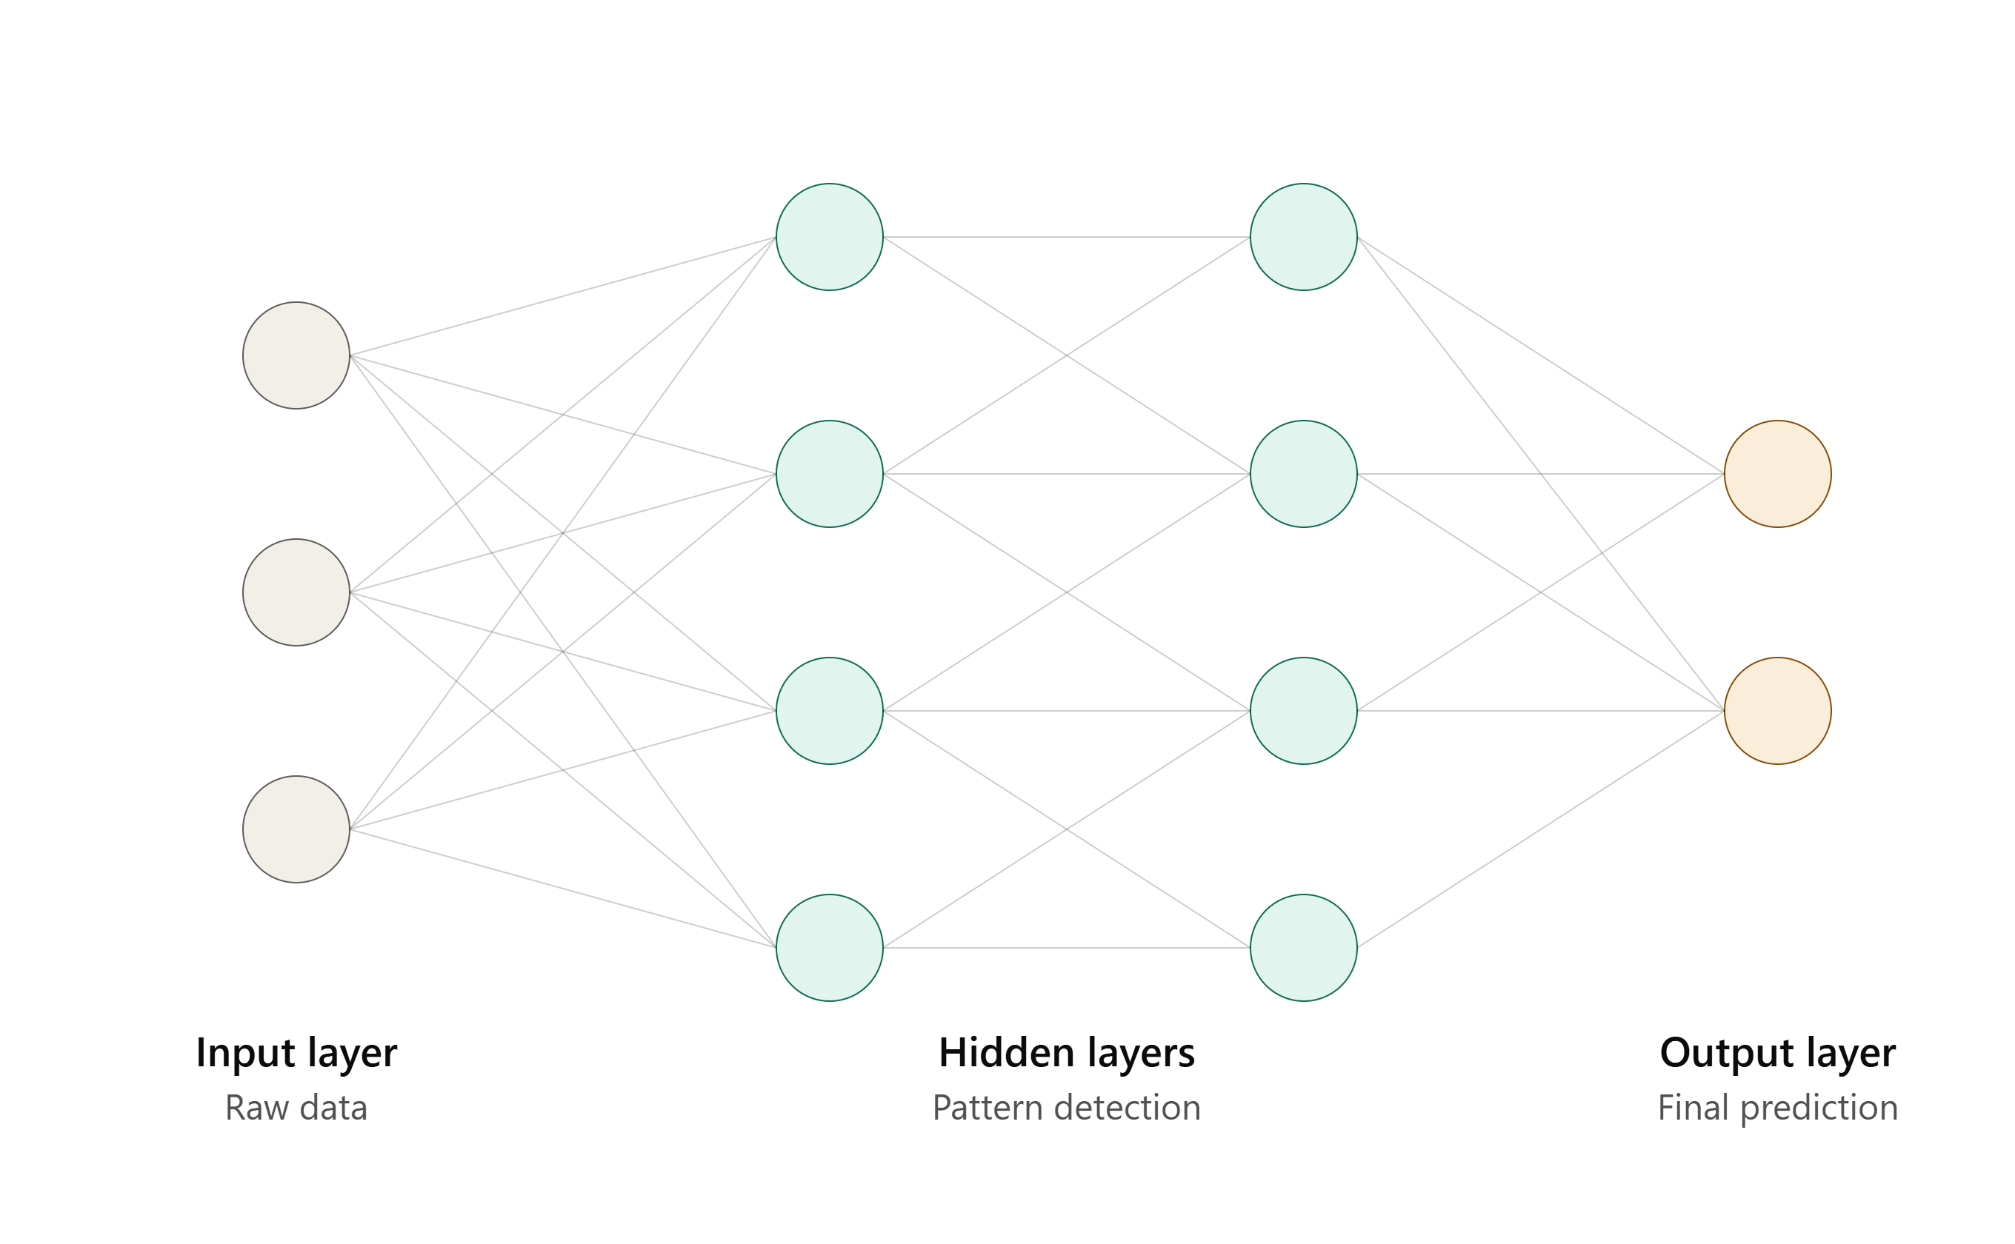 Input layer
Raw data
Hidden layers
Pattern detection
Output layer
Final prediction